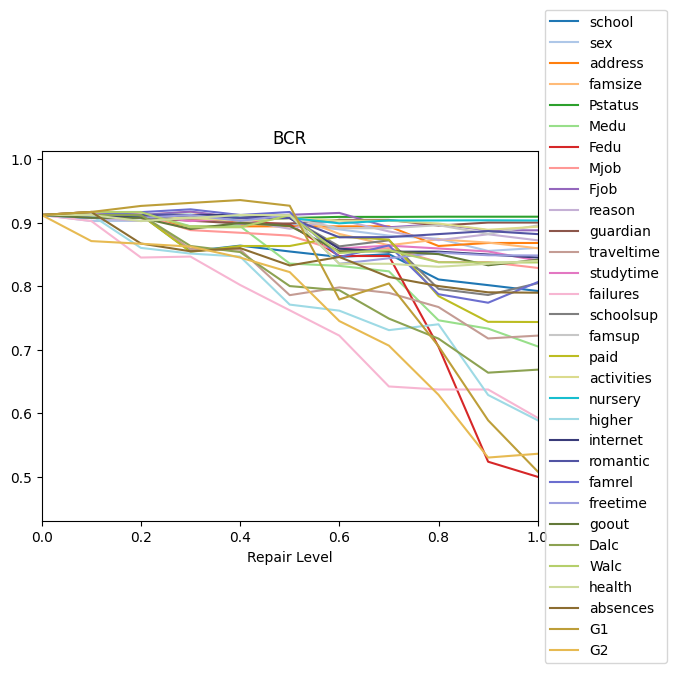 BCR
1.0
0.9
0.8
0.7
0.6
0.5
0.0
0.2
0.4
0.6
0.8
1.0
Repair Level
school
sex
address
famsize
Pstatus
Medu
Fedu
Mjob
Fjob
reason
guardian
traveltime
studytime
failures
schoolsup
famsup
paid
activities
nursery
higher
internet
romantic
famrel
freetime
goout
Dalc
Walc
health
absences
G1
G2